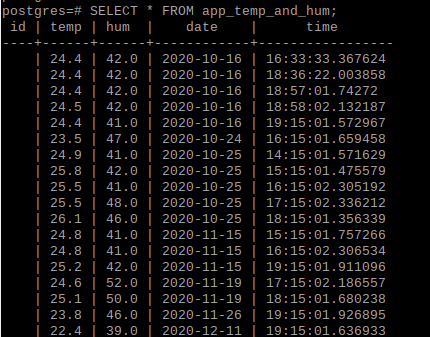 postgres=# SELECT * FROM app_temp_and_hum;
 id | temp | hum  |    date    |      time
----+------+------+------------+-----------------
    | 24.4 | 42.0 | 2020-10-16 | 16:33:33.367624
    | 24.4 | 42.0 | 2020-10-16 | 18:36:22.003858
    | 24.4 | 42.0 | 2020-10-16 | 18:57:01.74272
    | 24.5 | 42.0 | 2020-10-16 | 18:58:02.132187
    | 24.4 | 41.0 | 2020-10-16 | 19:15:01.572967
    | 23.5 | 47.0 | 2020-10-24 | 16:15:01.659458
    | 24.9 | 41.0 | 2020-10-25 | 14:15:01.571629
    | 25.8 | 42.0 | 2020-10-25 | 15:15:01.475579
    | 25.5 | 41.0 | 2020-10-25 | 16:15:02.305192
    | 25.5 | 48.0 | 2020-10-25 | 17:15:02.336212
    | 26.1 | 46.0 | 2020-10-25 | 18:15:01.356339
    | 24.8 | 41.0 | 2020-11-15 | 15:15:01.757266
    | 24.8 | 41.0 | 2020-11-15 | 16:15:02.306534
    | 25.2 | 42.0 | 2020-11-15 | 19:15:01.911096
    | 24.6 | 52.0 | 2020-11-19 | 17:15:02.186557
    | 25.1 | 50.0 | 2020-11-19 | 18:15:01.680238
    | 23.8 | 46.0 | 2020-11-26 | 19:15:01.926895
    | 22.4 | 39.0 | 2020-12-11 | 19:15:01.636933